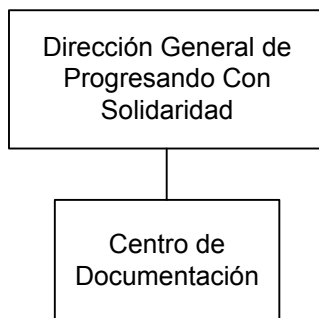 Dirección General de
Progresando Con
Solidaridad
Centro de
Documentación